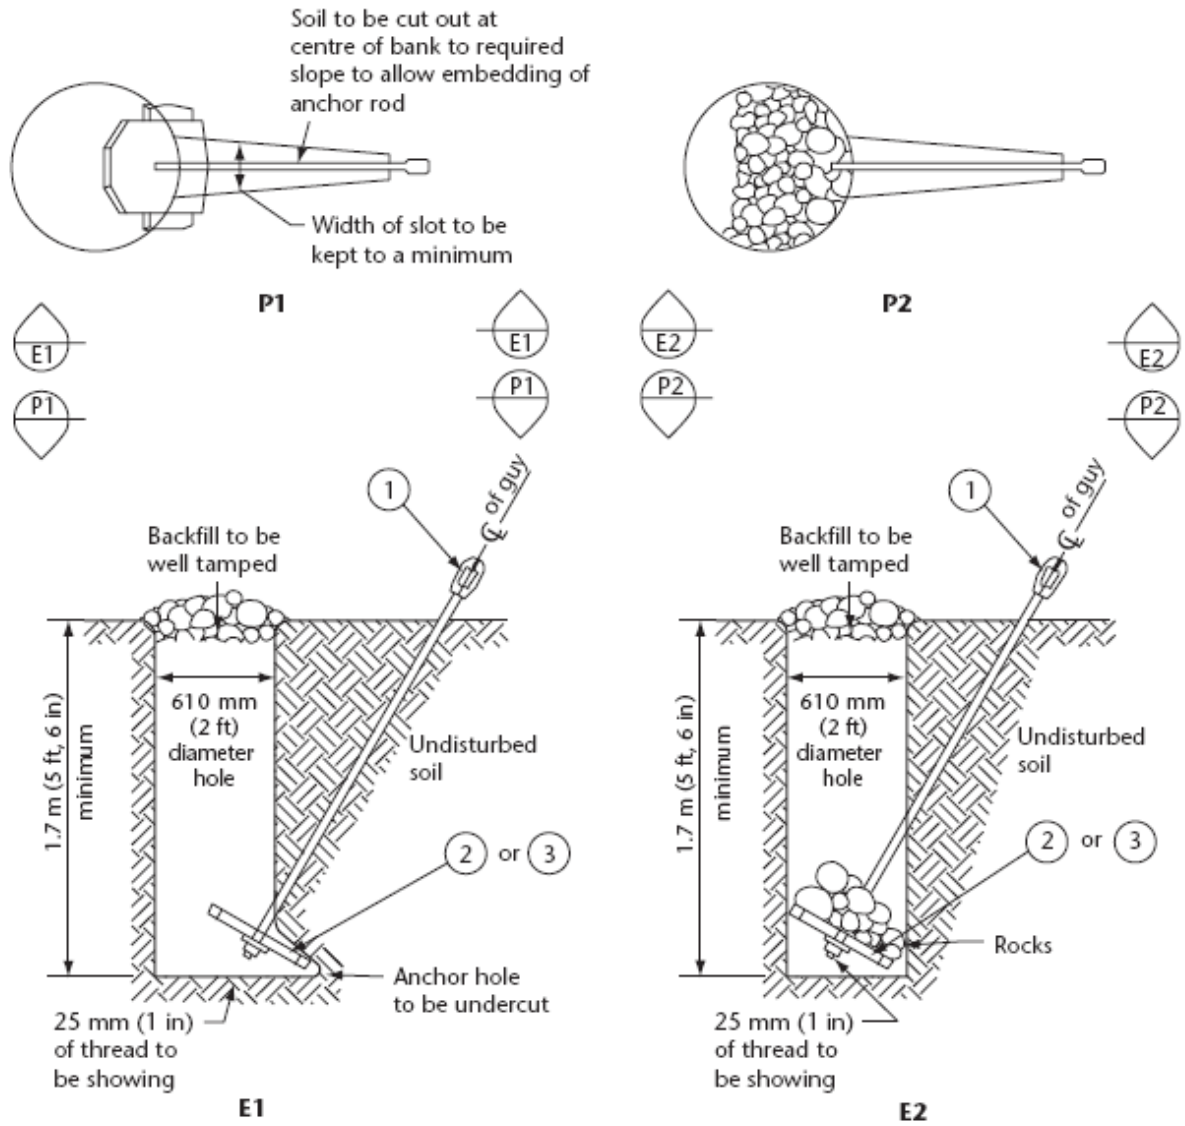 Soil to be cut out at
centre of bank to required
slope to allow embedding of
anchor rod
Width of slot to be
kept to a minimum
P1
P2
E1
E1
E2
E2
P1
P1
P2
P2
1
℄ of guy
Backfill to be
well tamped
610 mm
(2 ft)
diameter
hole
1.7 m (5 ft, 6 in)
minimum
Undisturbed
soil
2 or 3
Anchor hole
to be undercut
25 mm (1 in)
of thread to
be showing
E1
1
℄ of guy
Backfill to be
well tamped
610 mm
(2 ft)
diameter
hole
1.7 m (5 ft, 6 in)
minimum
Undisturbed
soil
2 or 3
Rocks
25 mm (1 in)
of thread to
be showing
E2